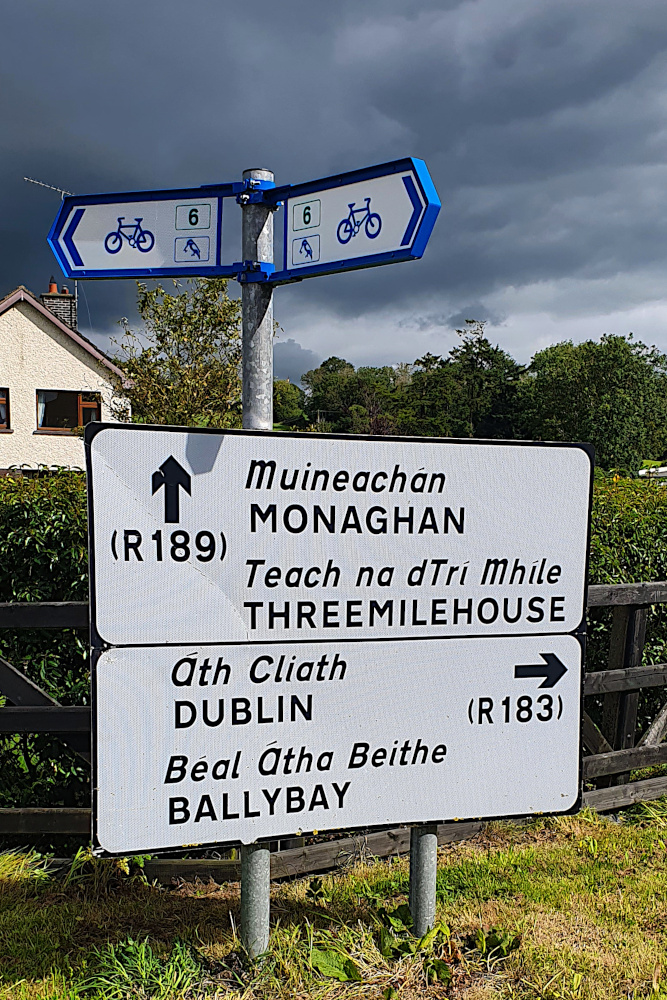 6
6
Muineachán
MONAGHAN
(R189)
Teach na dTrí Mhíle
THREEMILEHOUSE
Áth Cliath
DUBLIN
(R183)
Béal Átha Beithe
BALLYBAY